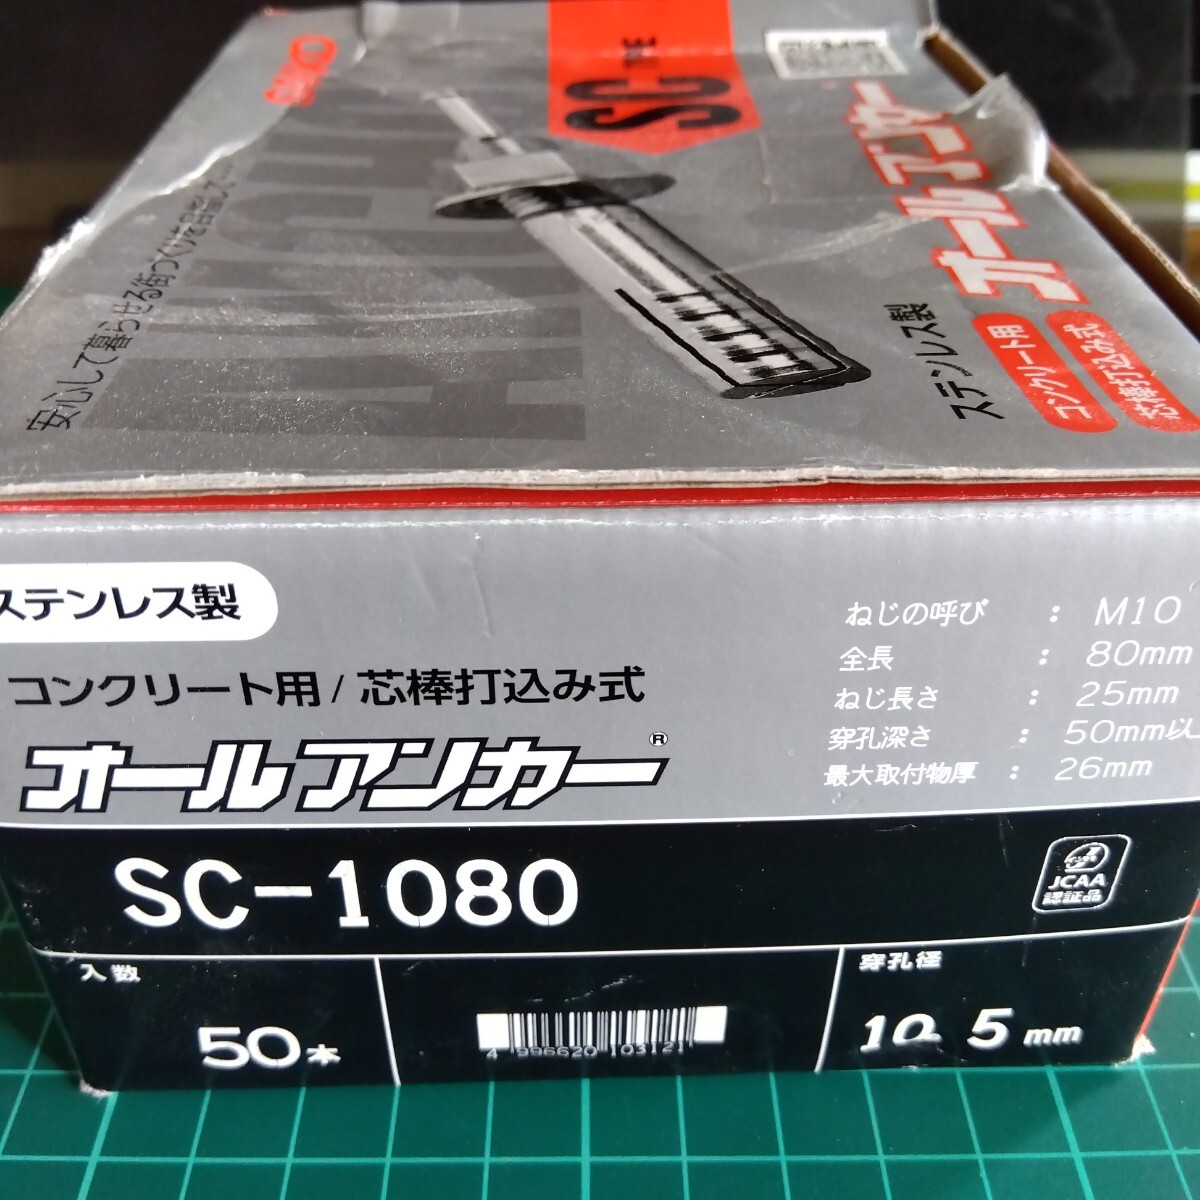 SANKO
SC TYPE
オールアンカー
ステンレス製
コンクリート用
芯棒打込み式
ANCHOR
安心して暮らせる街づくりを目指して…
ステンレス製
コンクリート用/芯棒打込み式
オールアンカー®
ねじの呼び : M10
全長 : 80mm
ねじ長さ : 25mm
穿孔深さ : 50mm以
最大取付物厚 : 26mm
SC-1080
JCAA
認証品
入数
50本
4 996620 103121
穿孔径
10.5mm